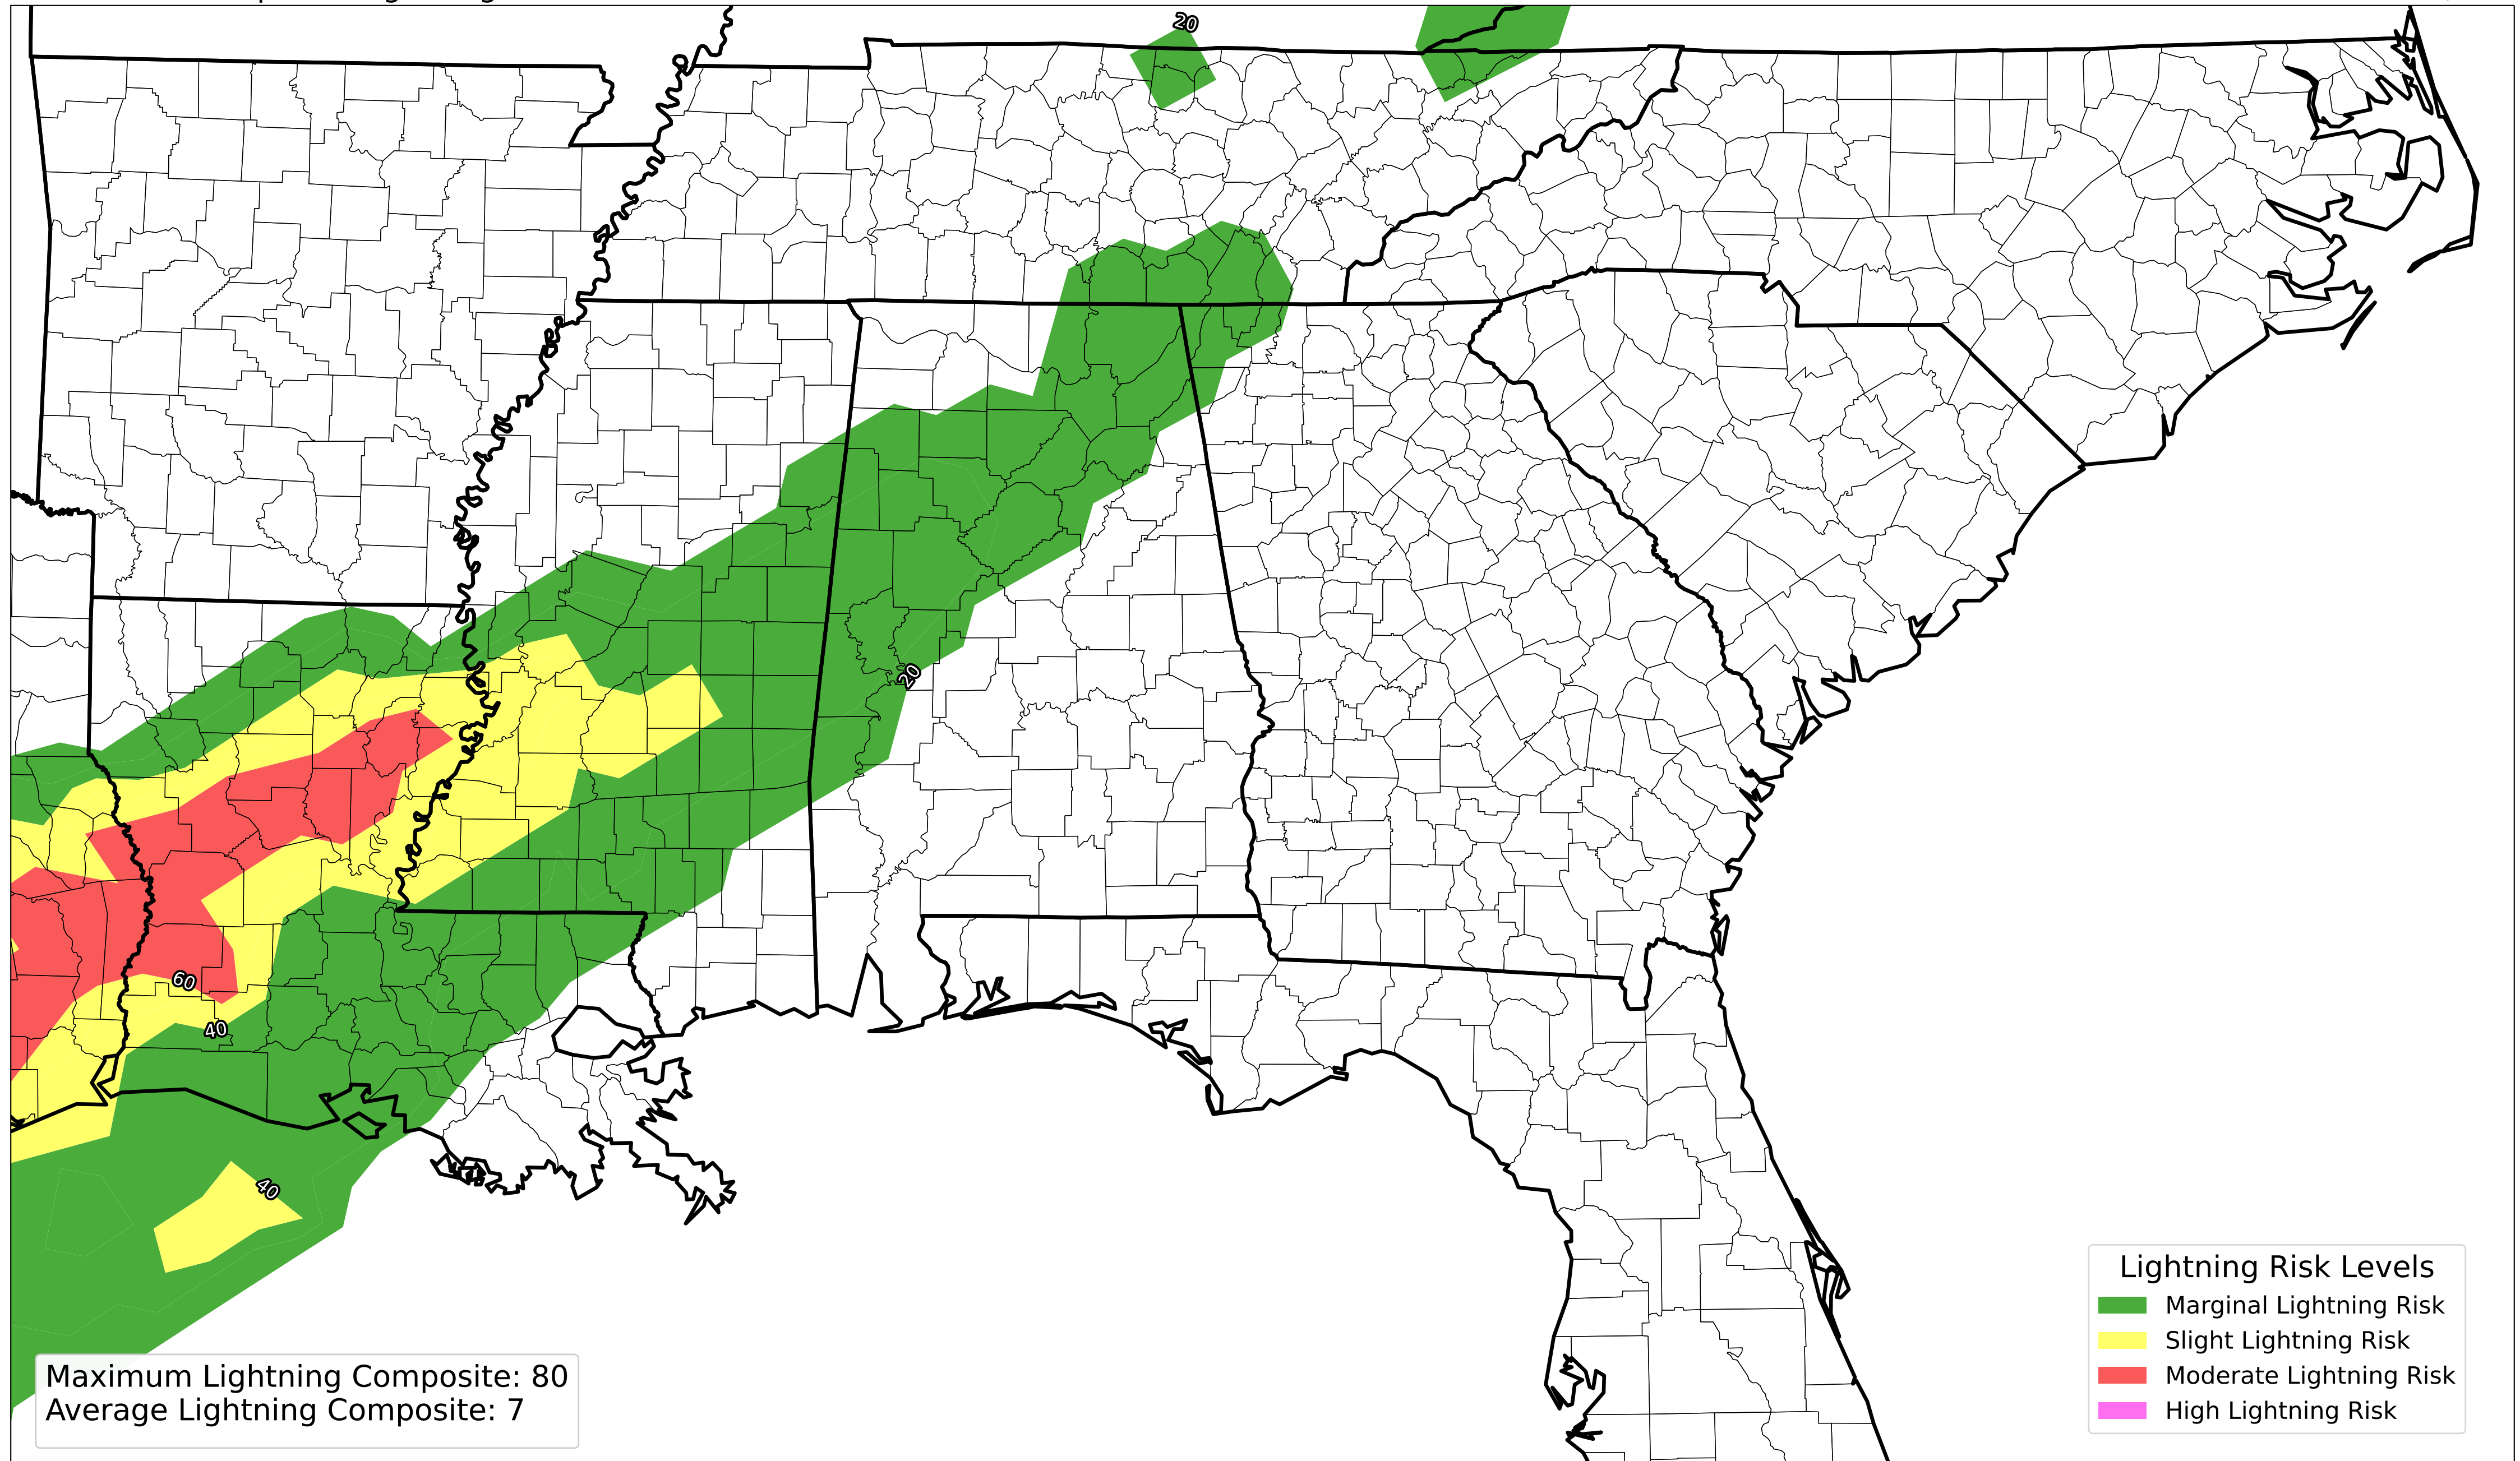 20
20
60
40
40
Lightning Risk Levels
Marginal Lightning Risk
Slight Lightning Risk
Moderate Lightning Risk
High Lightning Risk
Maximum Lightning Composite: 80
Average Lightning Composite: 7